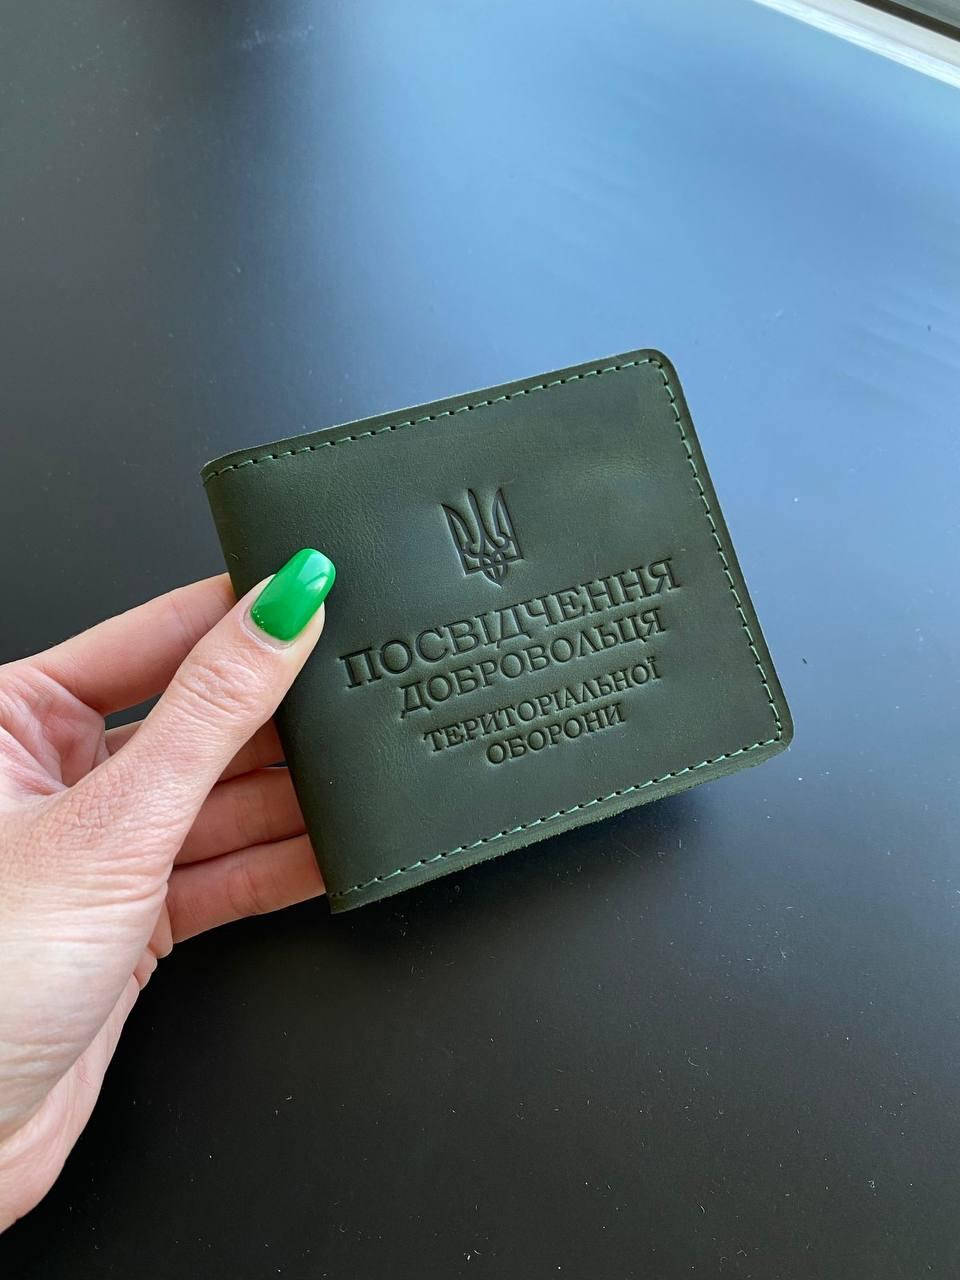 ПОСВІДЧЕННЯ
ДОБРОВОЛЬЦЯ
ТЕРИТОРІАЛЬНОЇ
ОБОРОНИ